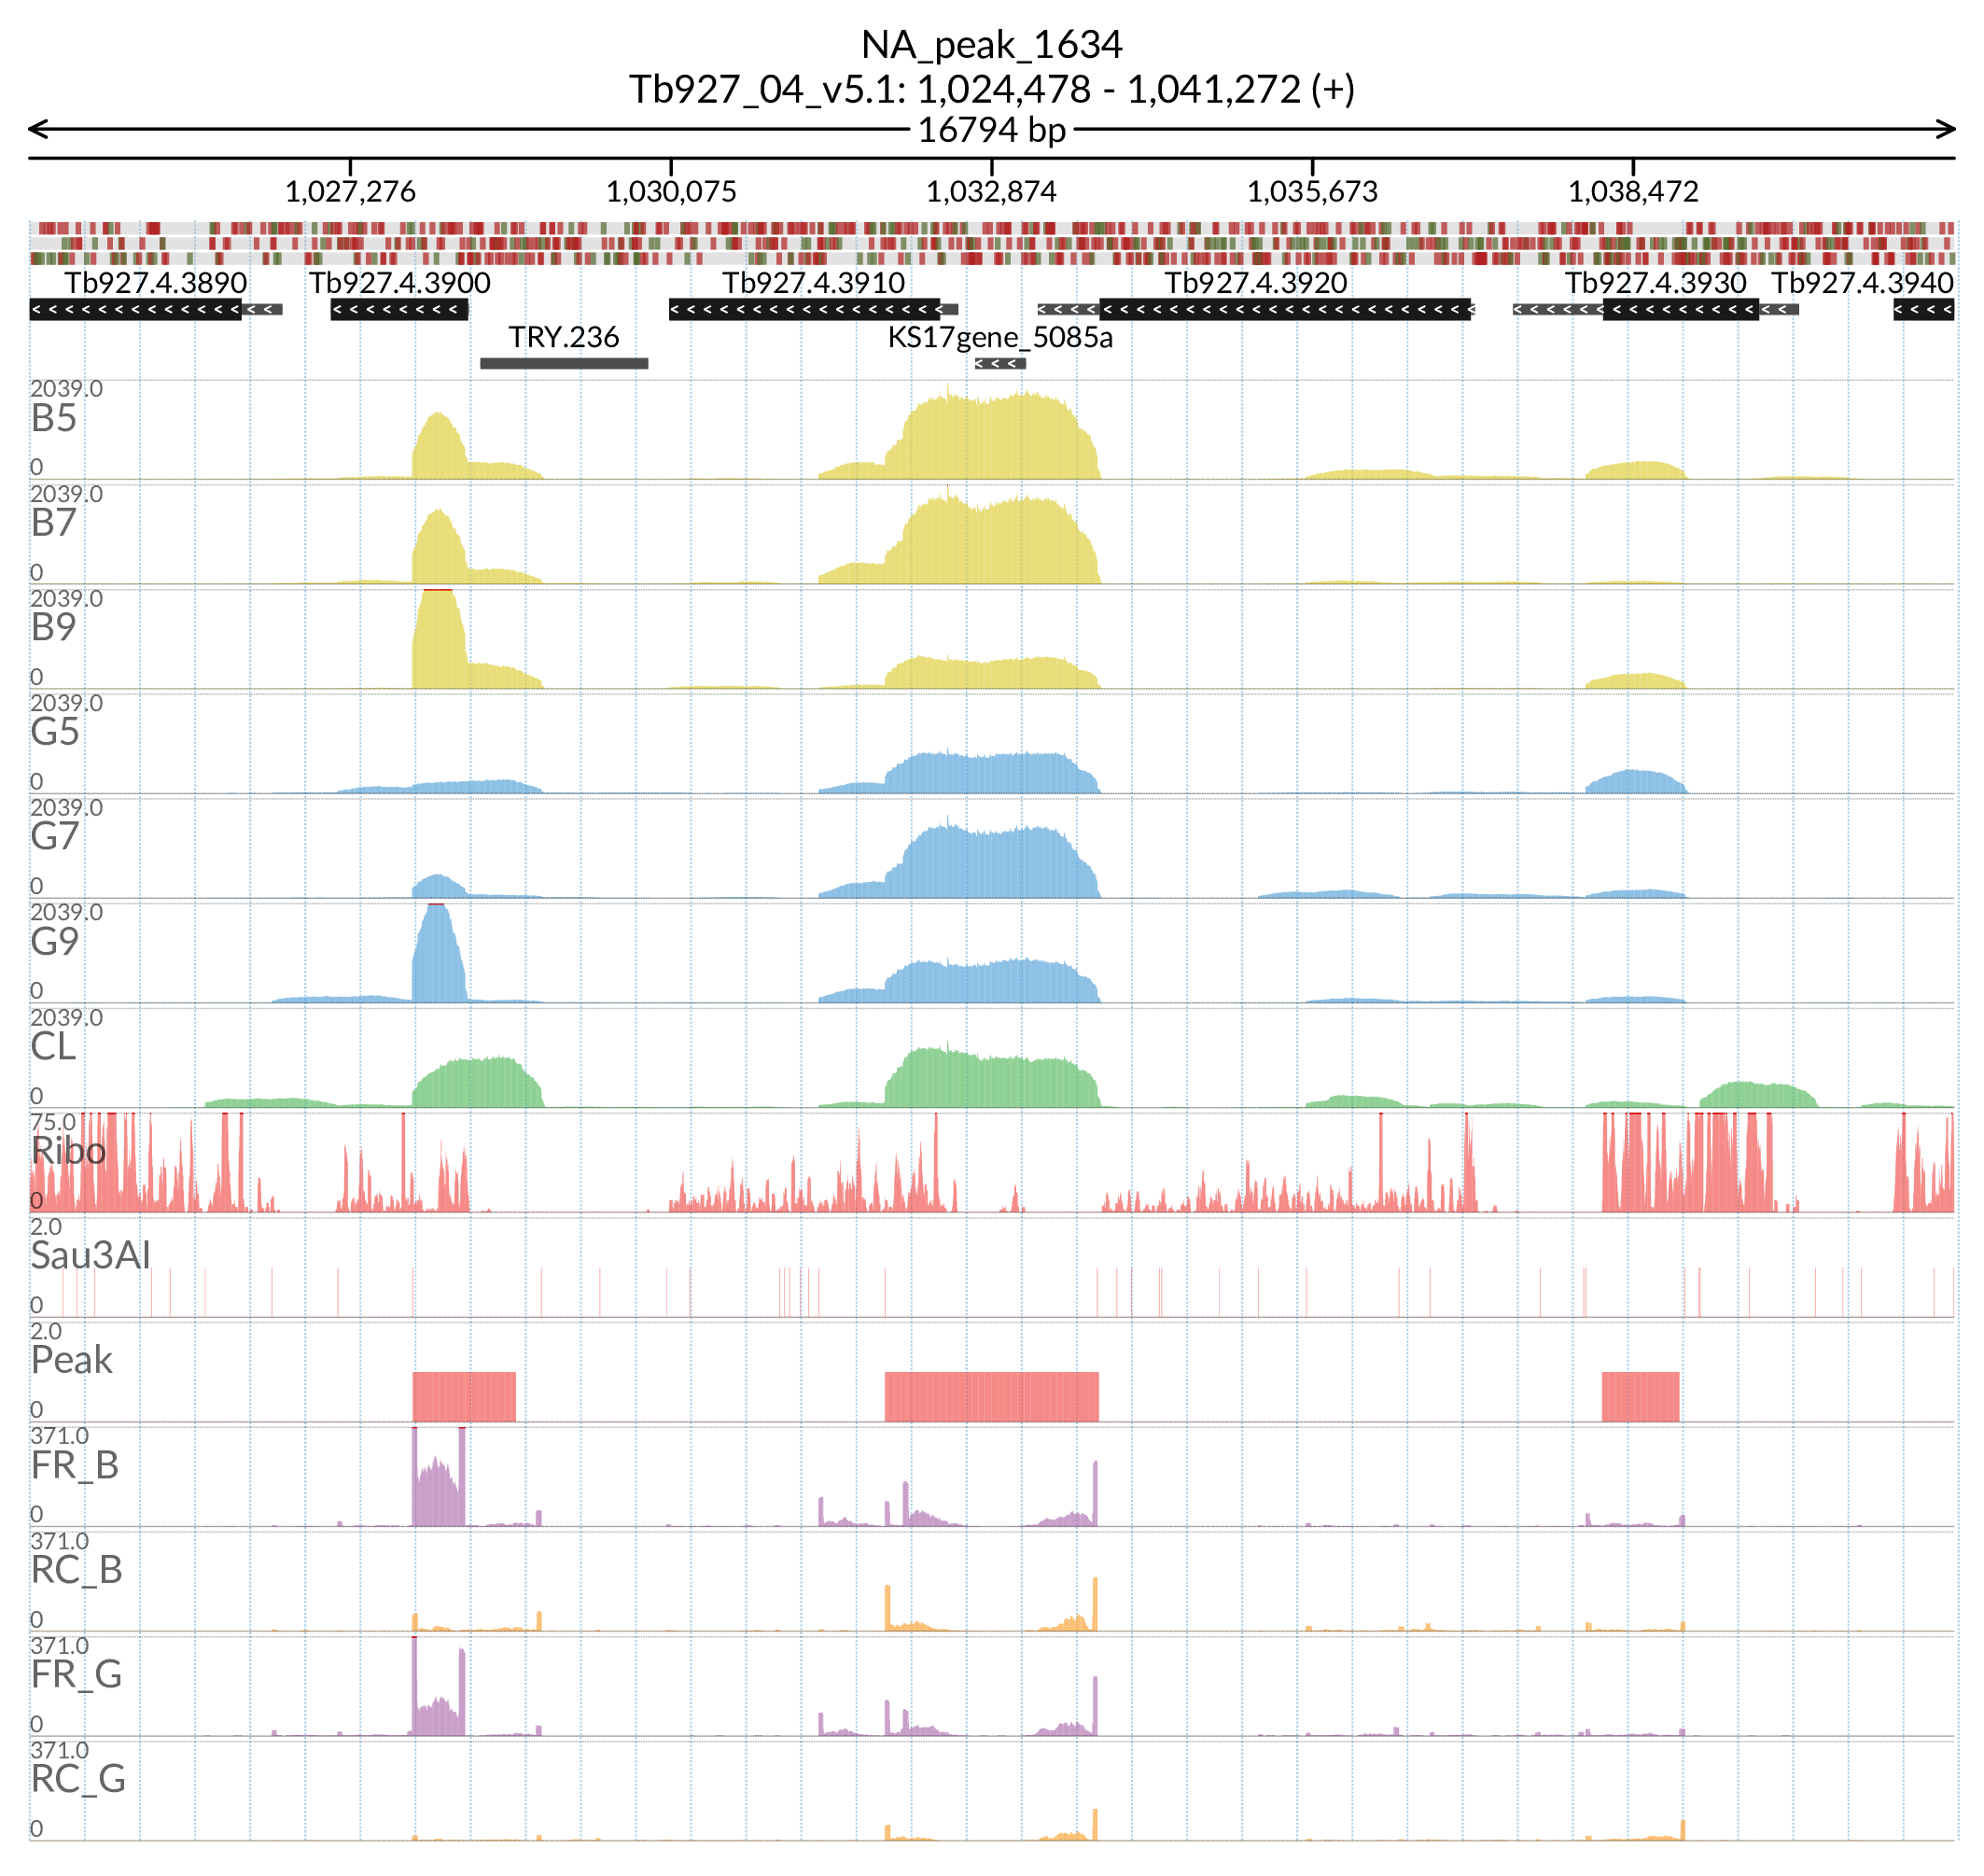 NA_peak_1634
Tb927_04_v5.1: 1,024,478 - 1,041,272 (+)
16794 bp
1,027,276 1,030,075 1,032,874 1,035,673 1,038,472
Tb927.4.3890 Tb927.4.3900 Tb927.4.3910 Tb927.4.3920 Tb927.4.3930 Tb927.4.3940
TRY.236 KS17gene_5085a
2039.0
B5
0
2039.0
B7
0
2039.0
B9
0
2039.0
G5
0
2039.0
G7
0
2039.0
G9
0
2039.0
CL
0
75.0
Ribo
0
2.0
Sau3AI
0
2.0
Peak
0
371.0
FR_B
0
371.0
RC_B
0
371.0
FR_G
0
371.0
RC_G
0